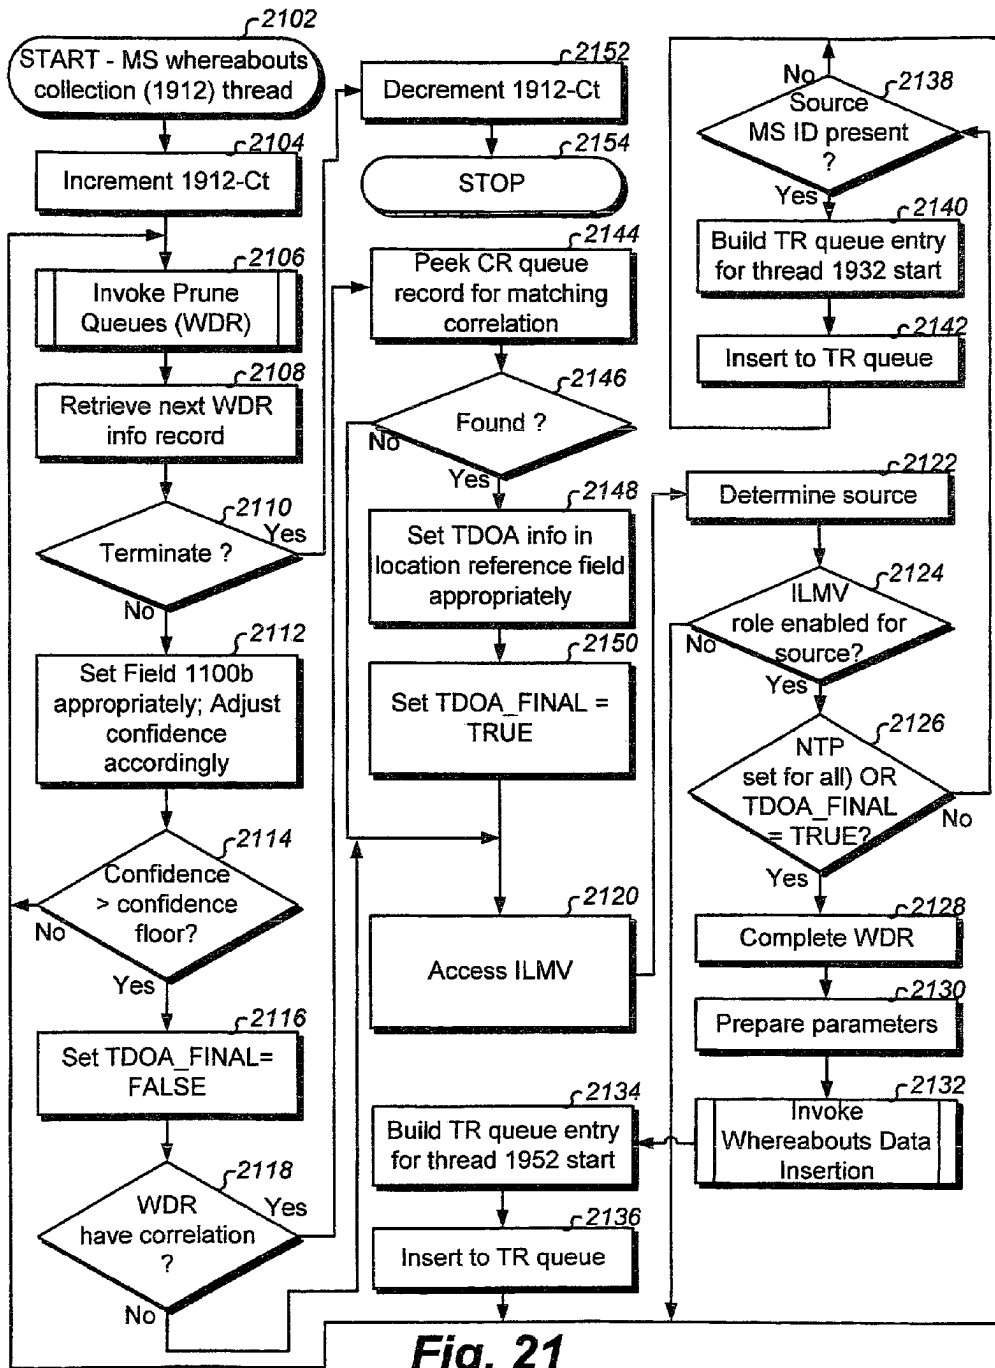 2102
START - MS whereabouts
collection (1912) thread
2104
Increment 1912-Ct
2106
Invoke Prune
Queues (WDR)
2108
Retrieve next WDR
info record
2110
Terminate ?
Yes
No
2112
Set Field 1100b
appropriately; Adjust
confidence
accordingly
2114
Confidence
> confidence
floor?
No
Yes
2116
Set TDOA_FINAL=
FALSE
2118
WDR
have correlation
?
Yes
No
2152
Decrement 1912-Ct
2154
STOP
2144
Peek CR queue
record for matching
correlation
2146
Found ?
No
Yes
2148
Set TDOA info in
location reference field
appropriately
2150
Set TDOA_FINAL =
TRUE
2120
Access ILMV
2134
Build TR queue entry
for thread 1952 start
2136
Insert to TR queue
No
2138
Source
MS ID present
?
Yes
2140
Build TR queue entry
for thread 1932 start
2142
Insert to TR queue
2122
Determine source
2124
ILMV
role enabled for
source?
No
Yes
2126
NTP
set for all) OR
TDOA_FINAL
= TRUE?
No
Yes
2128
Complete WDR
2130
Prepare parameters
2132
Invoke
Whereabouts Data
Insertion
Fig. 21